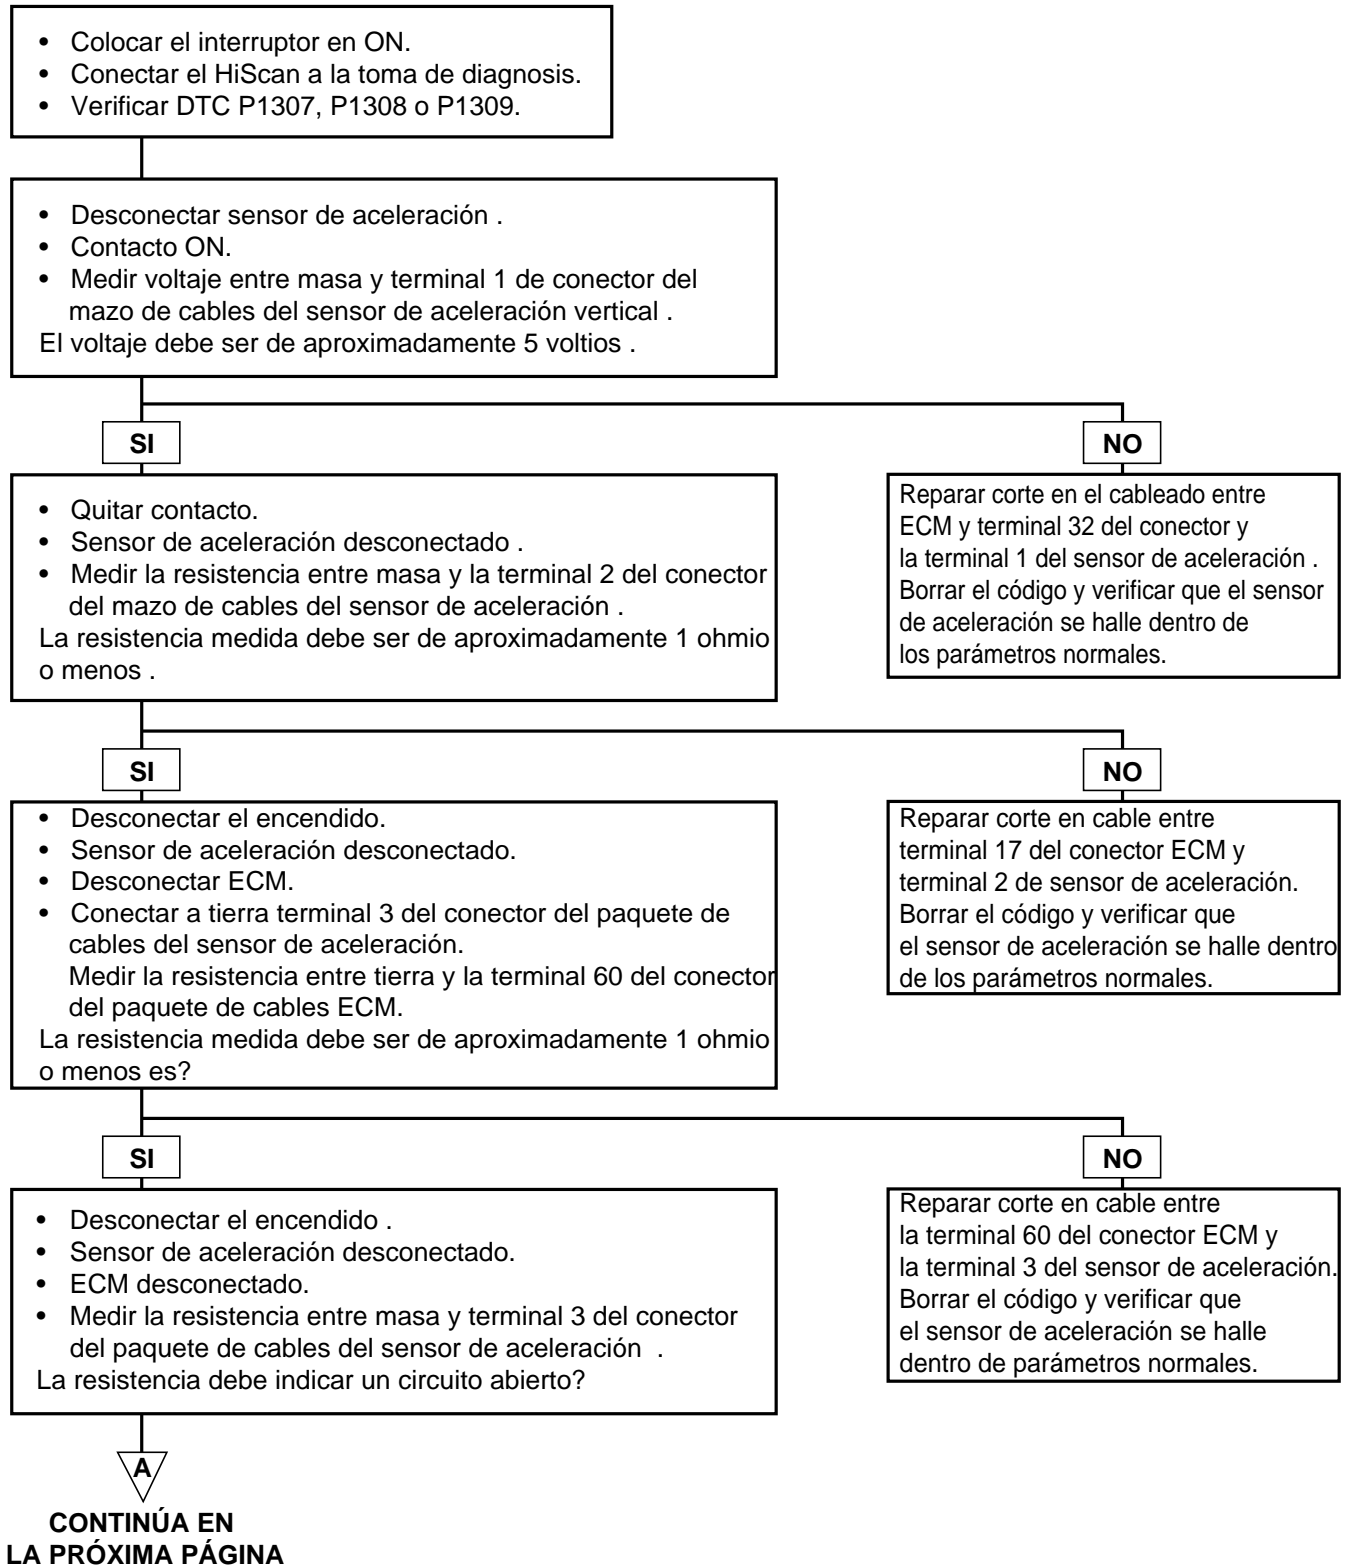 • Colocar el interruptor en ON.
• Conectar el HiScan a la toma de diagnosis.
• Verificar DTC P1307, P1308 o P1309.
• Desconectar sensor de aceleración .
• Contacto ON.
• Medir voltaje entre masa y terminal 1 de conector del
mazo de cables del sensor de aceleración vertical .
El voltaje debe ser de aproximadamente 5 voltios .
SI
NO
• Quitar contacto.
• Sensor de aceleración desconectado .
• Medir la resistencia entre masa y la terminal 2 del conector
del mazo de cables del sensor de aceleración .
La resistencia medida debe ser de aproximadamente 1 ohmio
o menos .
Reparar corte en el cableado entre
ECM y terminal 32 del conector y
la terminal 1 del sensor de aceleración .
Borrar el código y verificar que el sensor
de aceleración se halle dentro de
los parámetros normales.
SI
NO
• Desconectar el encendido.
• Sensor de aceleración desconectado.
• Desconectar ECM.
• Conectar a tierra terminal 3 del conector del paquete de
cables del sensor de aceleración.
Medir la resistencia entre tierra y la terminal 60 del conector
del paquete de cables ECM.
La resistencia medida debe ser de aproximadamente 1 ohmio
o menos es?
Reparar corte en cable entre
terminal 17 del conector ECM y
terminal 2 de sensor de aceleración.
Borrar el código y verificar que
el sensor de aceleración se halle dentro
de los parámetros normales.
SI
NO
• Desconectar el encendido .
• Sensor de aceleración desconectado.
• ECM desconectado.
• Medir la resistencia entre masa y terminal 3 del conector
del paquete de cables del sensor de aceleración .
La resistencia debe indicar un circuito abierto?
Reparar corte en cable entre
la terminal 60 del conector ECM y
la terminal 3 del sensor de aceleración.
Borrar el código y verificar que
el sensor de aceleración se halle
dentro de parámetros normales.
A
CONTINÚA EN
LA PRÓXIMA PÁGINA